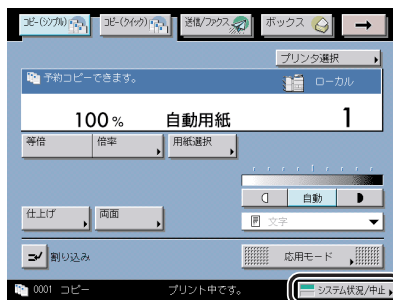 コピー(シンプル)
コピー(クイック)
送信/ファクス
ボックス
→
プリンタ選択
予約コピーできます。
ローカル
100% 自動用紙 1
等倍
倍率
用紙選択
自動
仕上げ
両面
文字
割り込み
応用モード
0001 コピー
プリント中です。
システム状況/中止